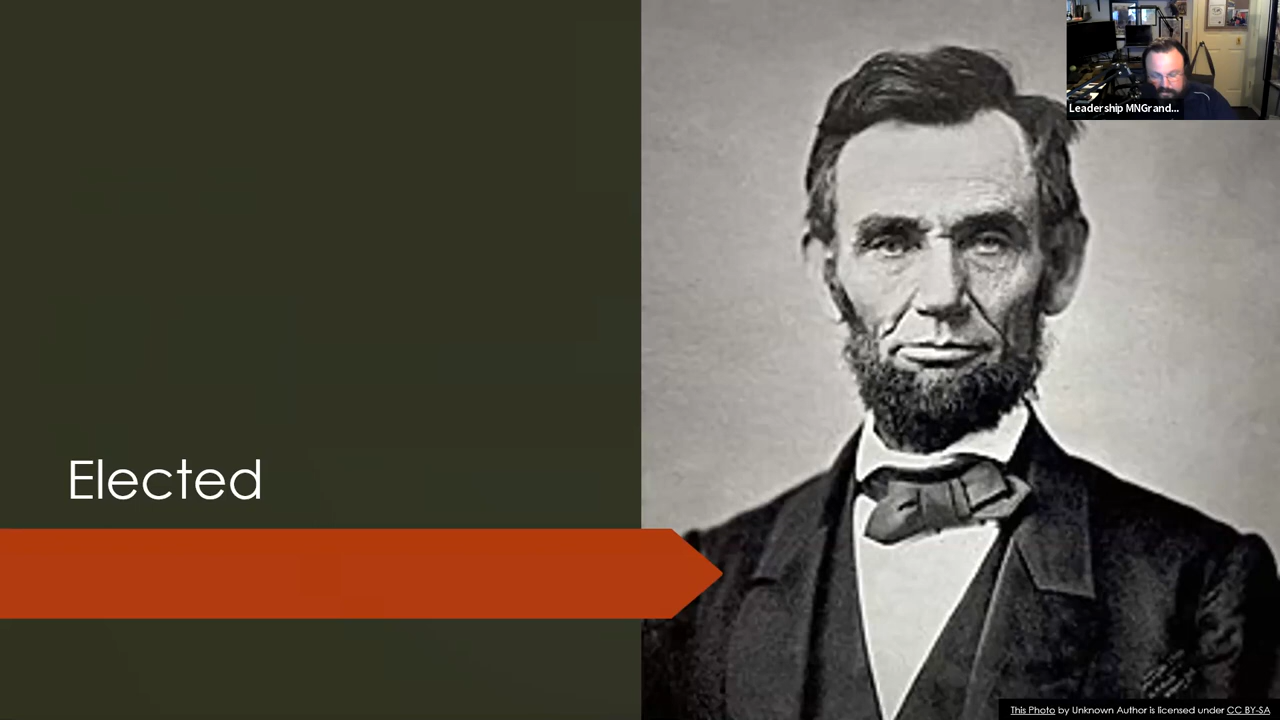 Leadership MNGrand...
Elected
This Photo by Unknown Author is licensed under CC BY-SA